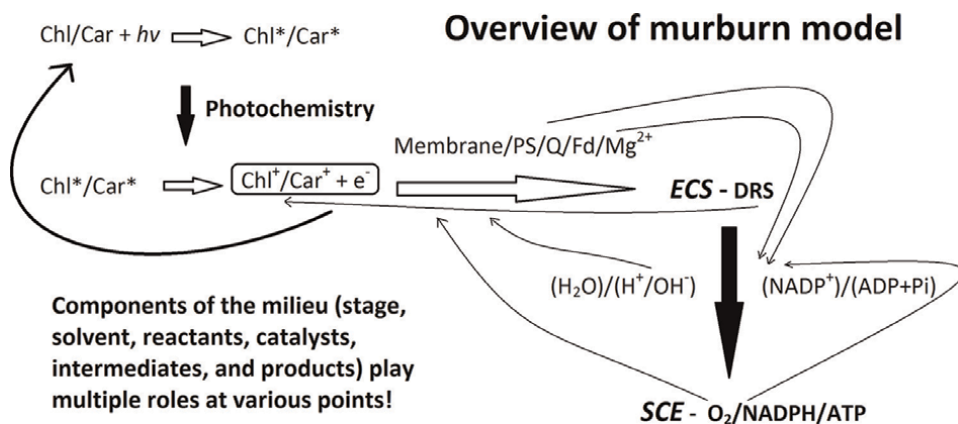 Overview of murburn model
Chl/Car + hν Chl*/Car*
Photochemistry
Membrane/PS/Q/Fd/Mg²⁺
Chl*/Car* Chl⁺/Car⁺ + e⁻ ECS - DRS
(H₂O)/(H⁺/OH⁻) (NADP⁺)/(ADP+Pi)
Components of the milieu (stage,
solvent, reactants, catalysts,
intermediates, and products) play
multiple roles at various points!
SCE - O₂/NADPH/ATP